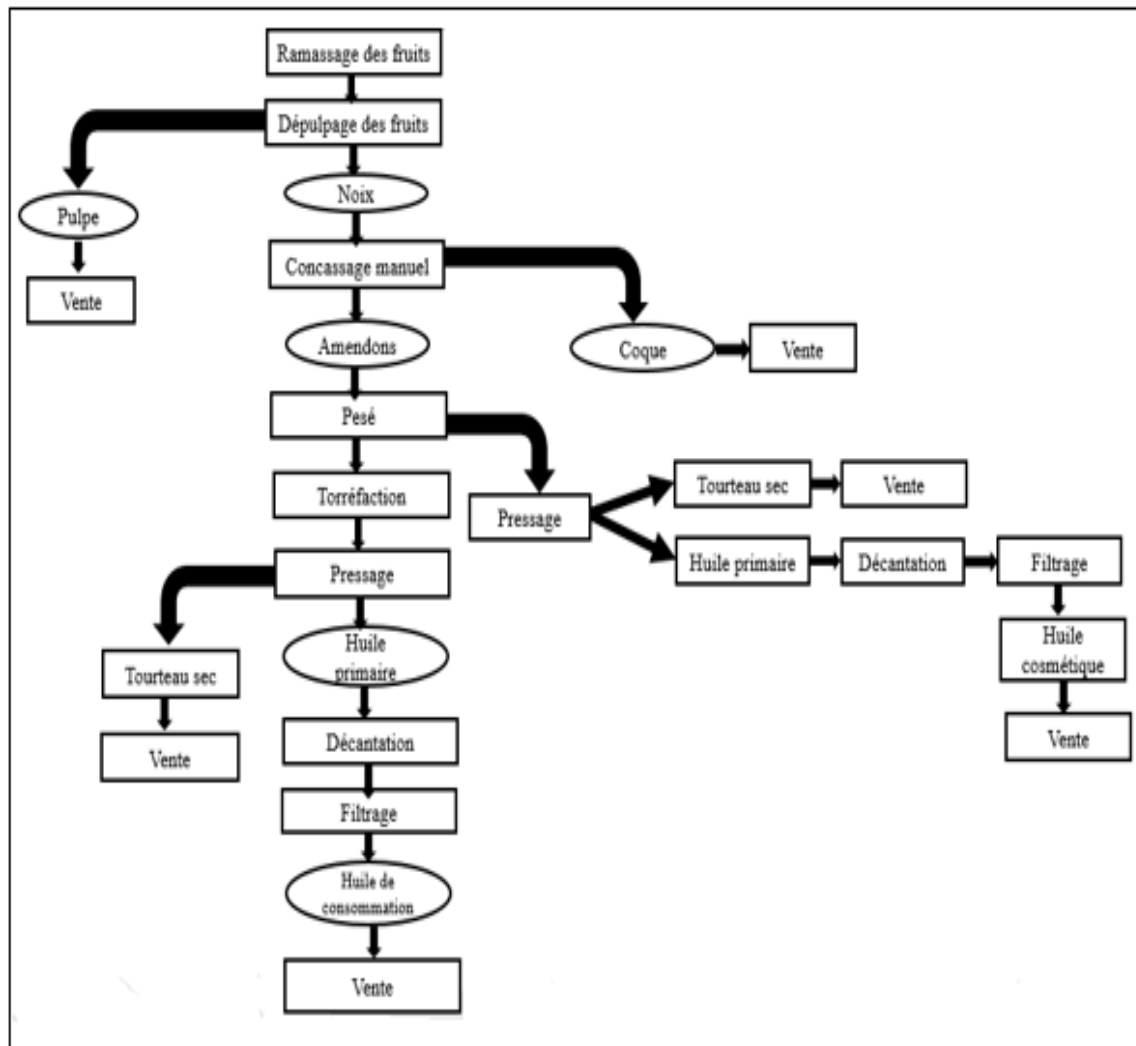 Ramassage des fruits
Dépulpage des fruits
Noix
Pulpe
Vente
Concassage manuel
Amendons
Coque
Vente
Pesé
Torréfaction
Pressage
Tourteau sec
Vente
Pressage
Huile primaire
Décantation
Filtrage
Huile
cosmétique
Vente
Huile
primaire
Tourteau sec
Vente
Décantation
Filtrage
Huile de
consommation
Vente